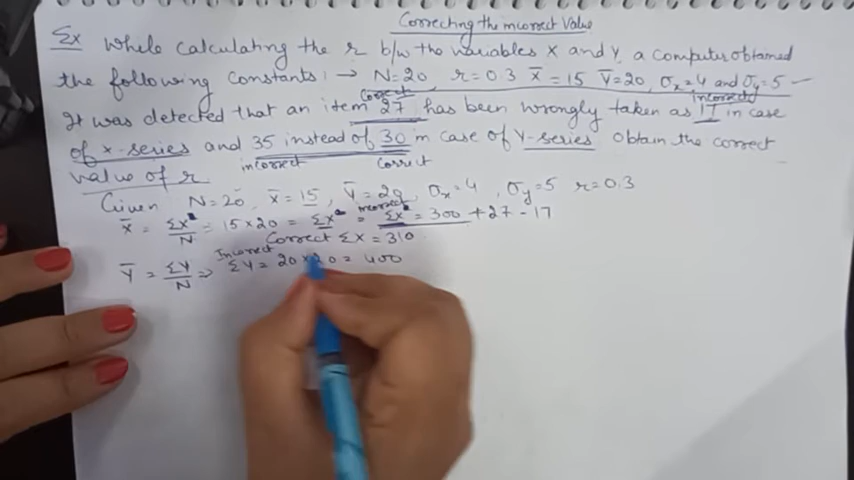 Correcting the incorrect Value
Ex While calculating the r b/w the variables X and Y, a computer obtained
the following constants :→ N=20, r=0.3 X̅=15 Y̅=20, σx=4 and σy=5
Correct incorrect
It was detected that an item 27 has been wrongly taken as 17 in case
of x-series and 35 instead of 30 in case of Y-series Obtain the correct
incorrect correct
value of r
Given N=20, x̅=15, Y̅=20, σx=4, σy=5 r=0.3
incorrect
X̅ = Σx/N = 15×20 = Σx = Σx = 300 + 27 - 17
Correct Σx = 310
Incorrect
Y̅ = ΣY/N ⇒ ΣY = 20×20 = 400